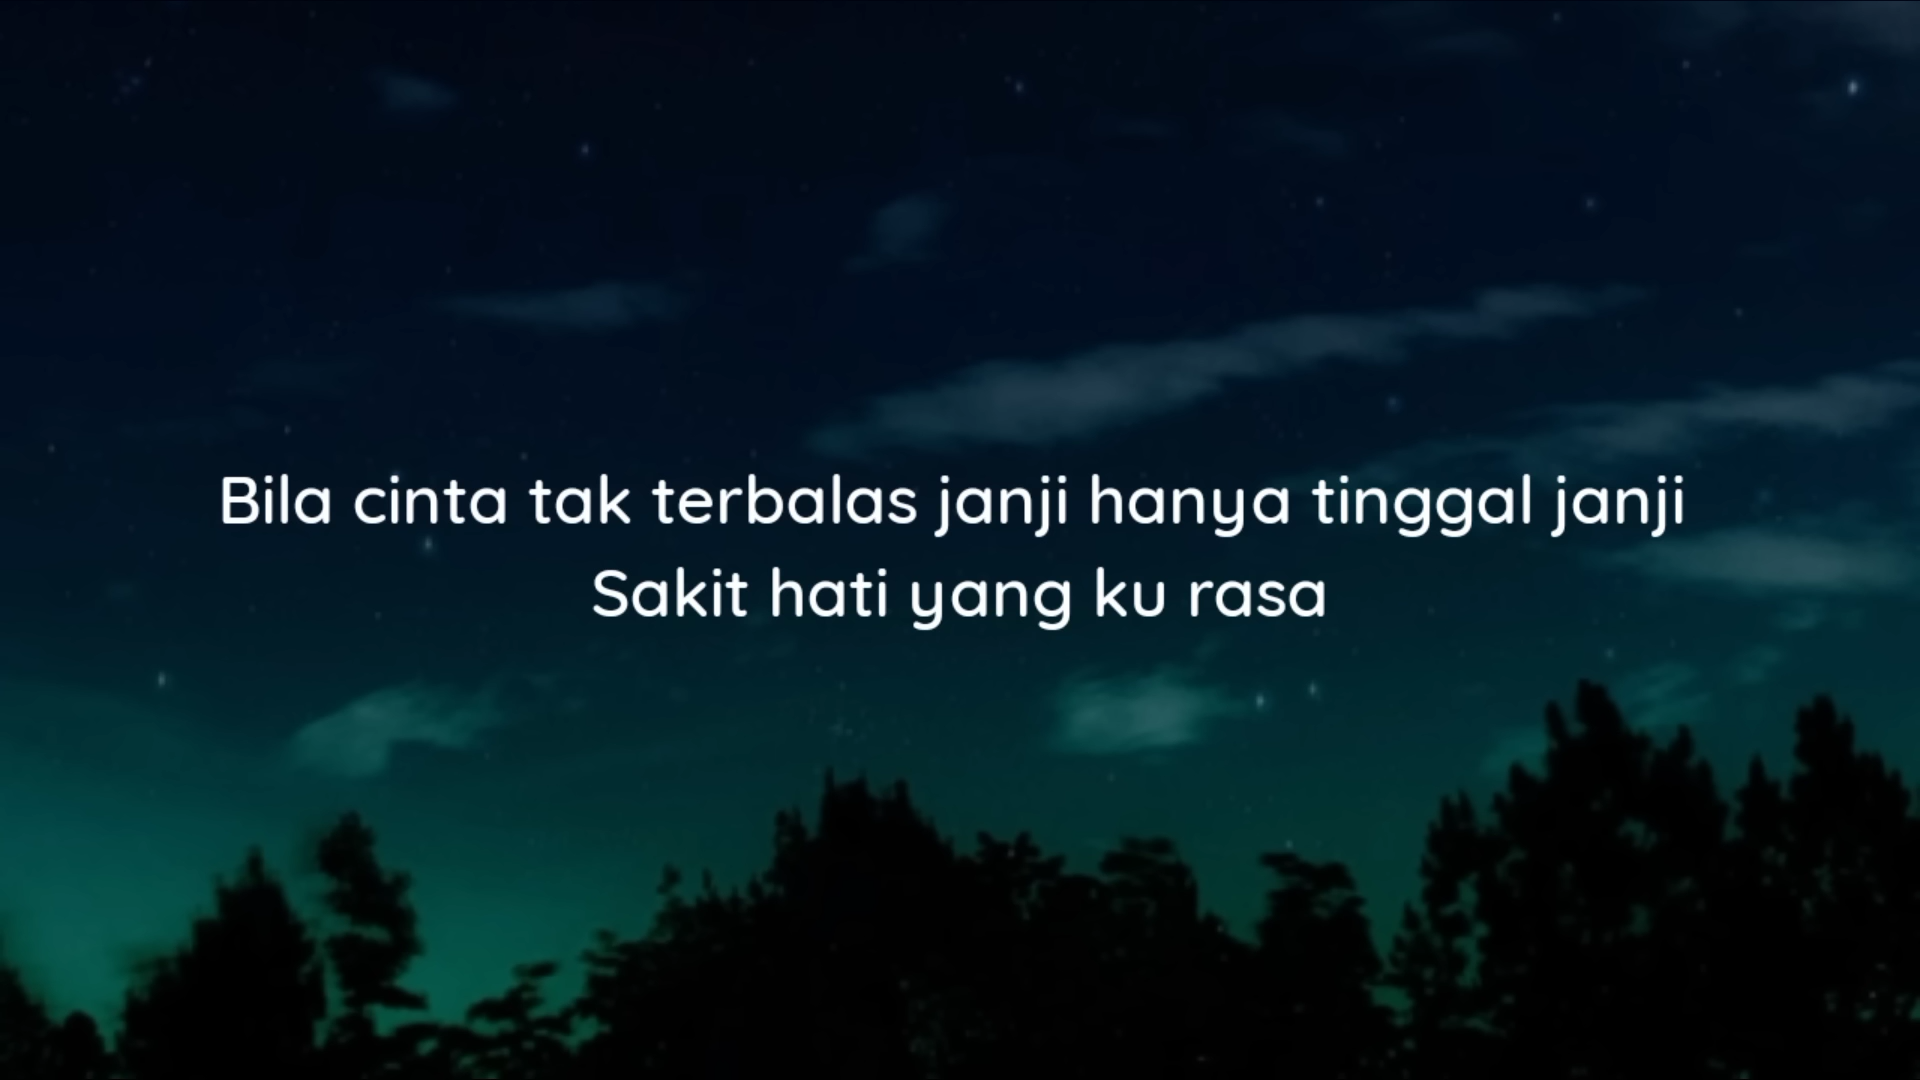 Bila cinta tak terbalas janji hanya tinggal janji
Sakit hati yang ku rasa